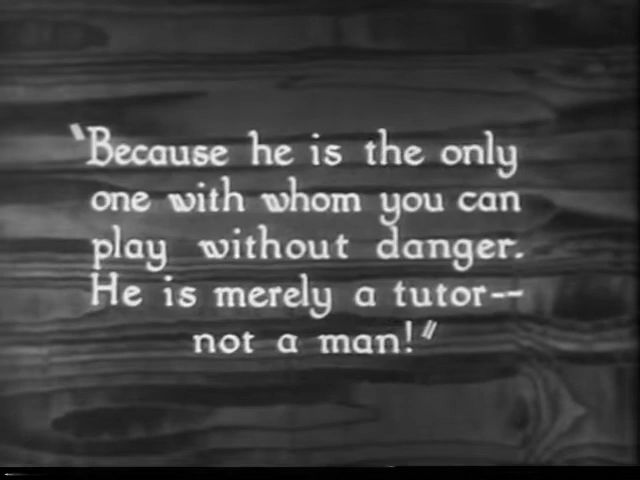 "Because he is the only
one with whom you can
play without danger.
He is merely a tutor--
not a man!"